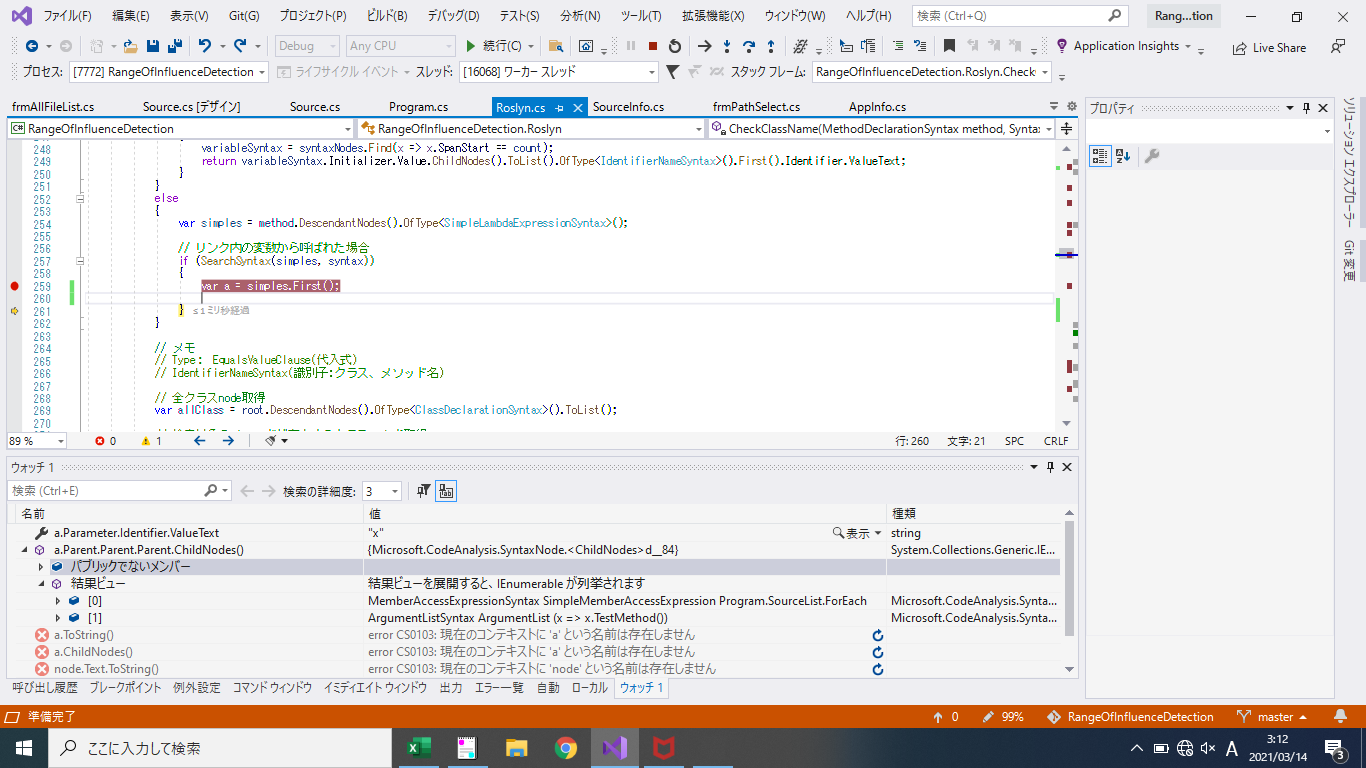 ファイル(F) 編集(E) 表示(V) Git(G) プロジェクト(P) ビルド(B) デバッグ(D) テスト(S) 分析(N) ツール(T) 拡張機能(X) ウィンドウ(W) ヘルプ(H) 検索 (Ctrl+Q) Rang...tion
Debug Any CPU 続行(C) Application Insights Live Share
プロセス: [7772] RangeOfInfluenceDetection ライフサイクル イベント スレッド: [16068] ワーカー スレッド スタック フレーム: RangeOfInfluenceDetection.Roslyn.Check
frmAllFileList.cs Source.cs [デザイン] Source.cs Program.cs Roslyn.cs SourceInfo.cs frmPathSelect.cs AppInfo.cs
C# RangeOfInfluenceDetection RangeOfInfluenceDetection.Roslyn CheckClassName(MethodDeclarationSyntax method, Synta
248 variableSyntax = syntaxNodes.Find(x => x.SpanStart == count);
249 return variableSyntax.Initializer.Value.ChildNodes().ToList().OfType<IdentifierNameSyntax>().First().Identifier.ValueText;
250 }
251 }
252 else
253 {
254 var simples = method.DescendantNodes().OfType<SimpleLambdaExpressionSyntax>();
255
256 // リンク内の変数から呼ばれた場合
257 if (SearchSyntax(simples, syntax))
258 {
259 var a = simples.First();
260
261 } ≤1ミリ秒経過
262 }
263
264 // メモ
265 // Type: EqualsValueClause(代入式)
266 // IdentifierNameSyntax(識別子:クラス、メソッド名)
267
268 // 全クラスnode取得
269 var allClass = root.DescendantNodes().OfType<ClassDeclarationSyntax>().ToList();
270
89 % 0 1 行: 260 文字: 21 SPC CRLF
ウォッチ 1
検索 (Ctrl+E) 検索の詳細度: 3
名前 値 種類
a.Parameter.Identifier.ValueText "x" 表示 string
a.Parent.Parent.Parent.ChildNodes() {Microsoft.CodeAnalysis.SyntaxNode.<ChildNodes>d__84} System.Collections.Generic.IE...
パブリックでないメンバー
結果ビュー 結果ビューを展開すると、IEnumerable が列挙されます
[0] MemberAccessExpressionSyntax SimpleMemberAccessExpression Program.SourceList.ForEach Microsoft.CodeAnalysis.Synta...
[1] ArgumentListSyntax ArgumentList (x => x.TestMethod()) Microsoft.CodeAnalysis.Synta...
a.ToString() error CS0103: 現在のコンテキストに 'a' という名前は存在しません
a.ChildNodes() error CS0103: 現在のコンテキストに 'a' という名前は存在しません
node.Text.ToString() error CS0103: 現在のコンテキストに 'node' という名前は存在しません
呼び出し履歴 ブレークポイント 例外設定 コマンド ウィンドウ イミディエイト ウィンドウ 出力 エラー一覧 自動 ローカル ウォッチ 1
プロパティ
ソリューション エクスプローラー
Git 変更
準備完了 0 99% RangeOfInfluenceDetection master
ここに入力して検索 A 3:12
2021/03/14 3